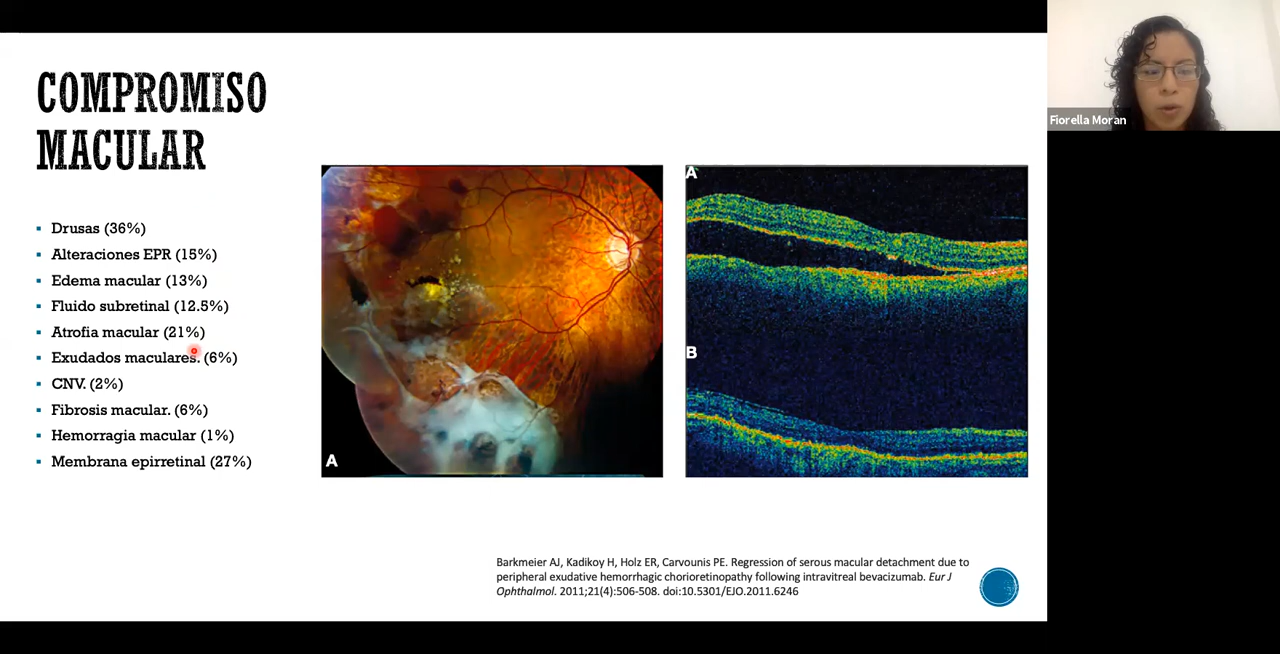 COMPROMISO
MACULAR
Drusas (36%)
Alteraciones EPR (15%)
Edema macular (13%)
Fluido subretinal (12.5%)
Atrofia macular (21%)
Exudados maculares. (6%)
CNV. (2%)
Fibrosis macular. (6%)
Hemorragia macular (1%)
Membrana epirretinal (27%)
A
A
B
Barkmeier AJ, Kadikoy H, Holz ER, Carvounis PE. Regression of serous macular detachment due to
peripheral exudative hemorrhagic chorioretinopathy following intravitreal bevacizumab. Eur J
Ophthalmol. 2011;21(4):506-508. doi:10.5301/EJO.2011.6246
Fiorella Moran